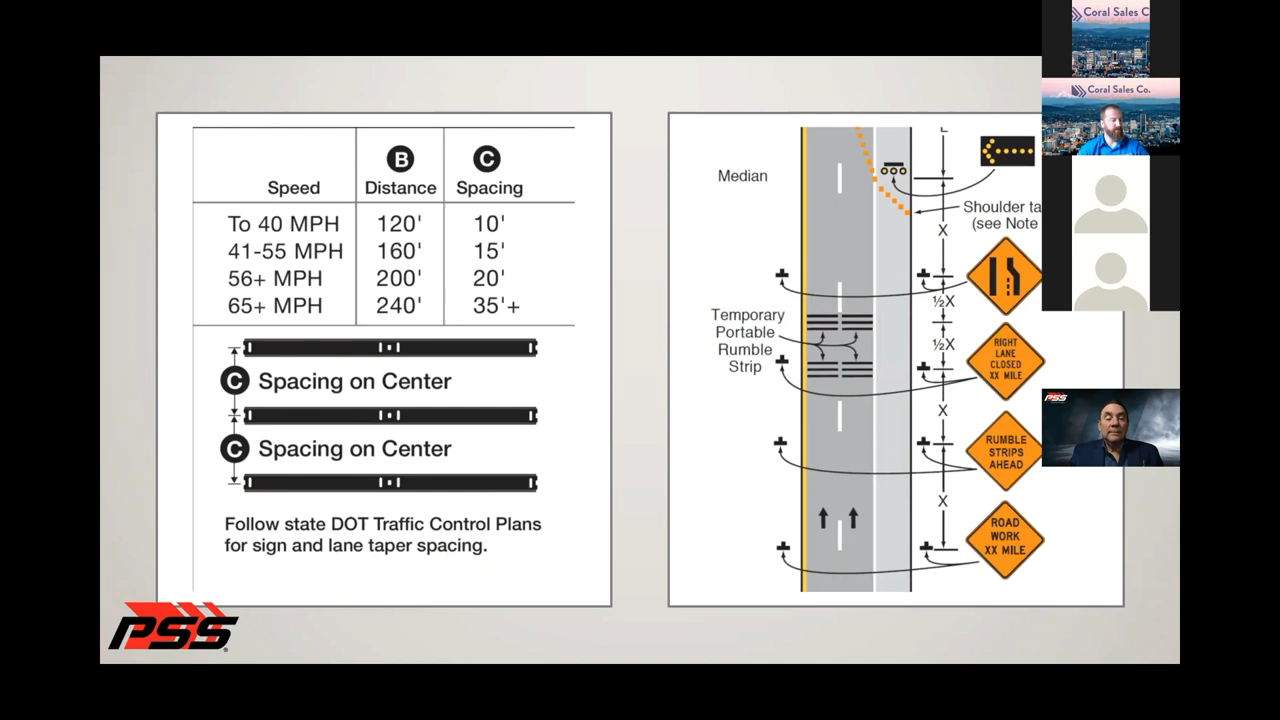 B
C
Speed Distance Spacing
To 40 MPH 120' 10'
41-55 MPH 160' 15'
56+ MPH 200' 20'
65+ MPH 240' 35'+
C Spacing on Center
C Spacing on Center
Follow state DOT Traffic Control Plans
for sign and lane taper spacing.
PSS
Median
Shoulder ta
(see Note
X
½X
½X
Temporary
Portable
Rumble
Strip
RIGHT
LANE
CLOSED
XX MILE
X
RUMBLE
STRIPS
AHEAD
X
ROAD
WORK
XX MILE
Coral Sales C
Coral Sales Co.
PSS